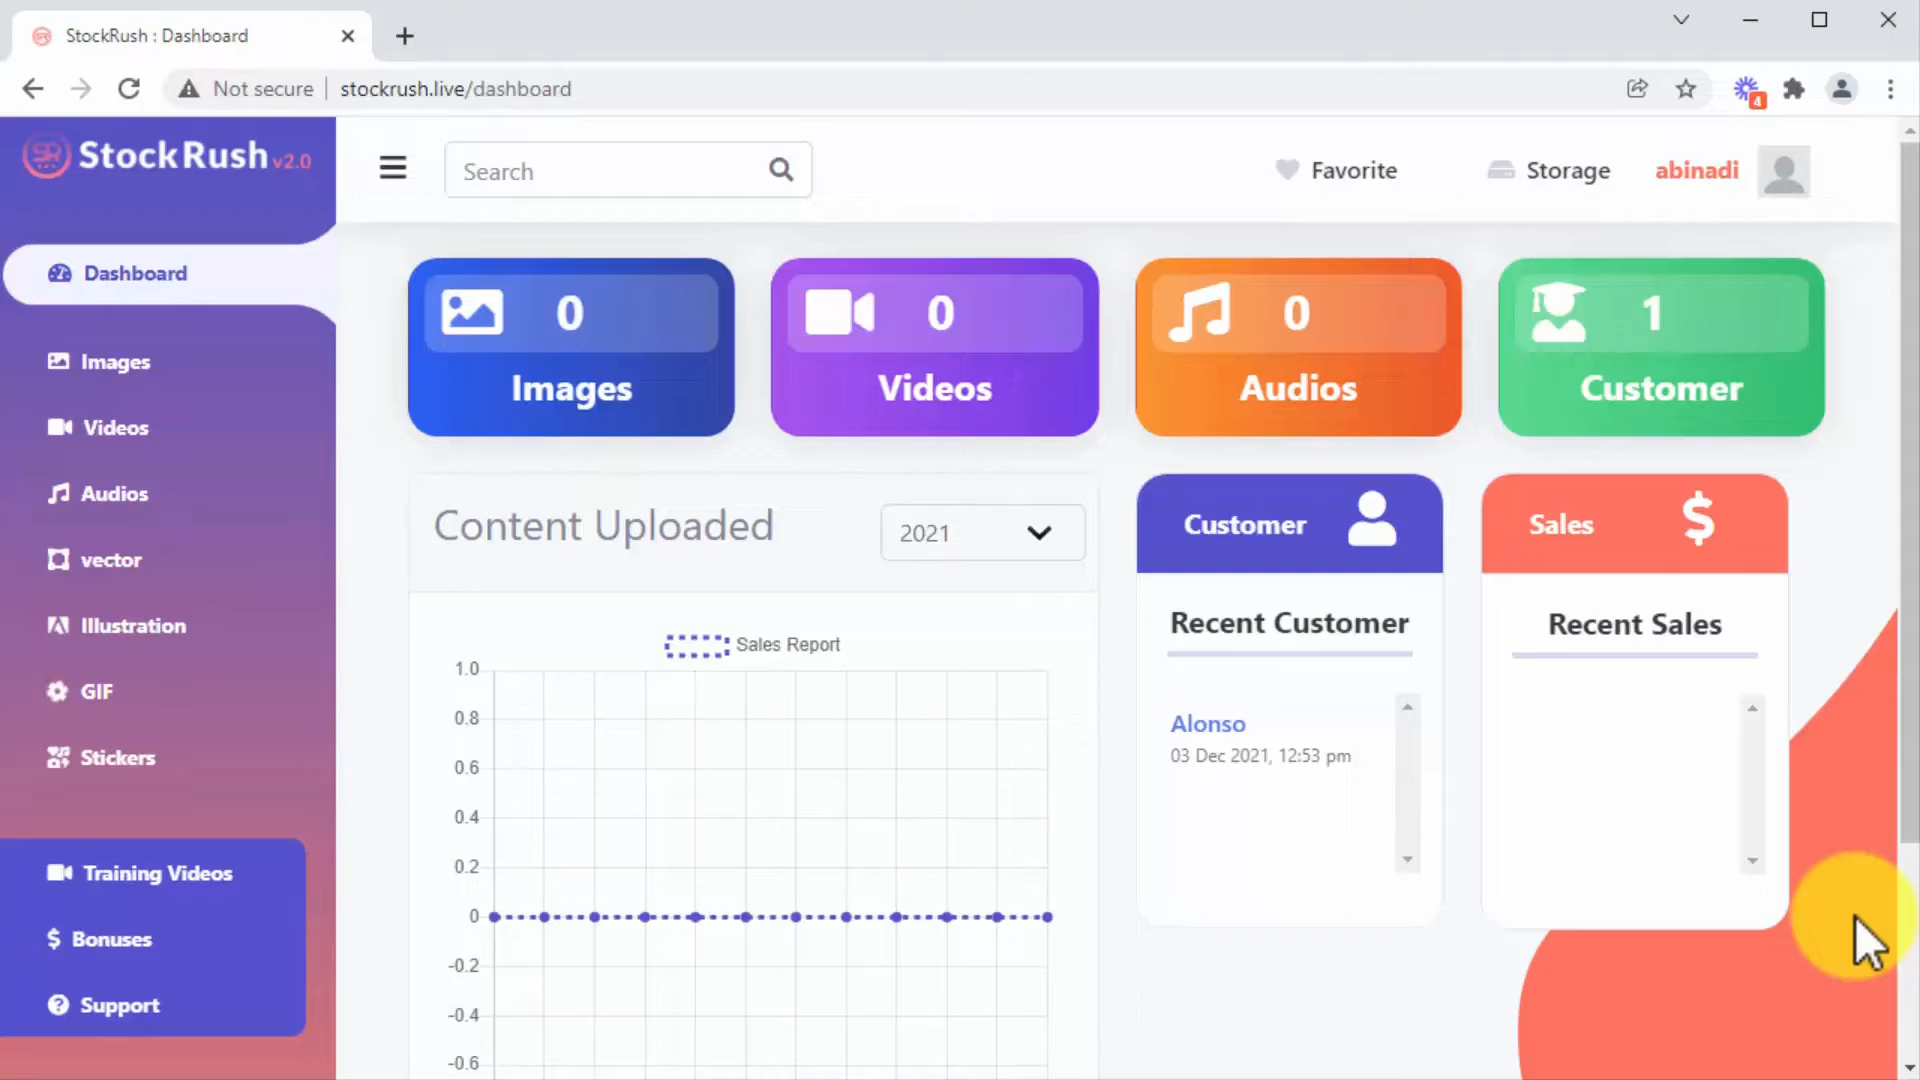 StockRush : Dashboard
Not secure
stockrush.live/dashboard
4
StockRush v2.0
Search
Favorite
Storage
abinadi
Dashboard
Images
Videos
Audios
vector
Illustration
GIF
Stickers
Training Videos
Bonuses
Support
0
Images
0
Videos
0
Audios
1
Customer
Content Uploaded
2021
Sales Report
1.0
0.8
0.6
0.4
0.2
0
-0.2
-0.4
-0.6
Customer
Recent Customer
Alonso
03 Dec 2021, 12:53 pm
Sales
Recent Sales